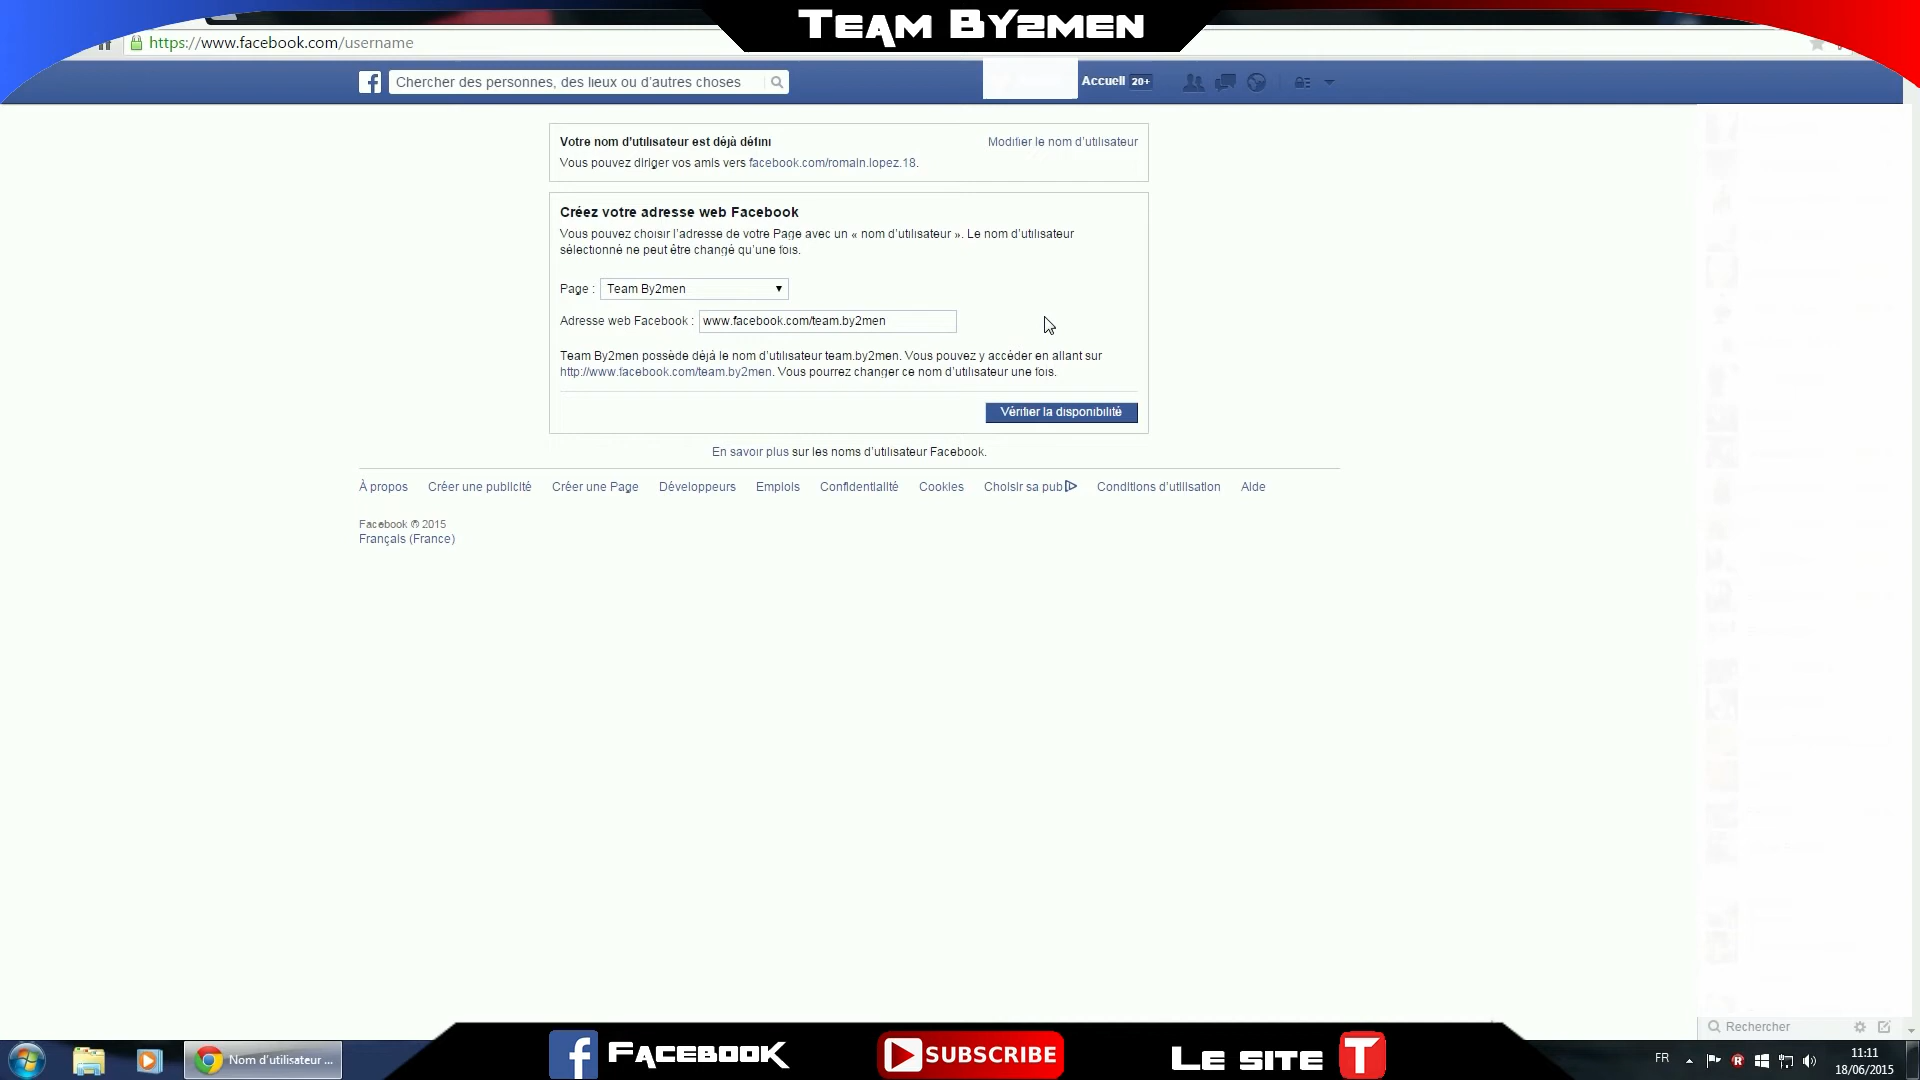 TEAM BY2MEN
https://www.facebook.com/username
Chercher des personnes, des lieux ou d'autres choses
Accueil 20+
Votre nom d'utilisateur est déjà défini
Modifier le nom d'utilisateur
Vous pouvez diriger vos amis vers facebook.com/romain.lopez.18.
Créez votre adresse web Facebook
Vous pouvez choisir l'adresse de votre Page avec un « nom d'utilisateur ». Le nom d'utilisateur
sélectionné ne peut être changé qu'une fois.
Page : Team By2men
Adresse web Facebook : www.facebook.com/team.by2men
Team By2men possède déjà le nom d'utilisateur team.by2men. Vous pouvez y accéder en allant sur
http://www.facebook.com/team.by2men. Vous pourrez changer ce nom d'utilisateur une fois.
Vérifier la disponibilité
En savoir plus sur les noms d'utilisateur Facebook.
À propos Créer une publicité Créer une Page Développeurs Emplois Confidentialité Cookies Choisir sa pub Conditions d'utilisation Aide
Facebook © 2015
Français (France)
Rechercher
Nom d'utilisateur ...
FACEBOOK
SUBSCRIBE
LE SITE T
FR
11:11
18/06/2015